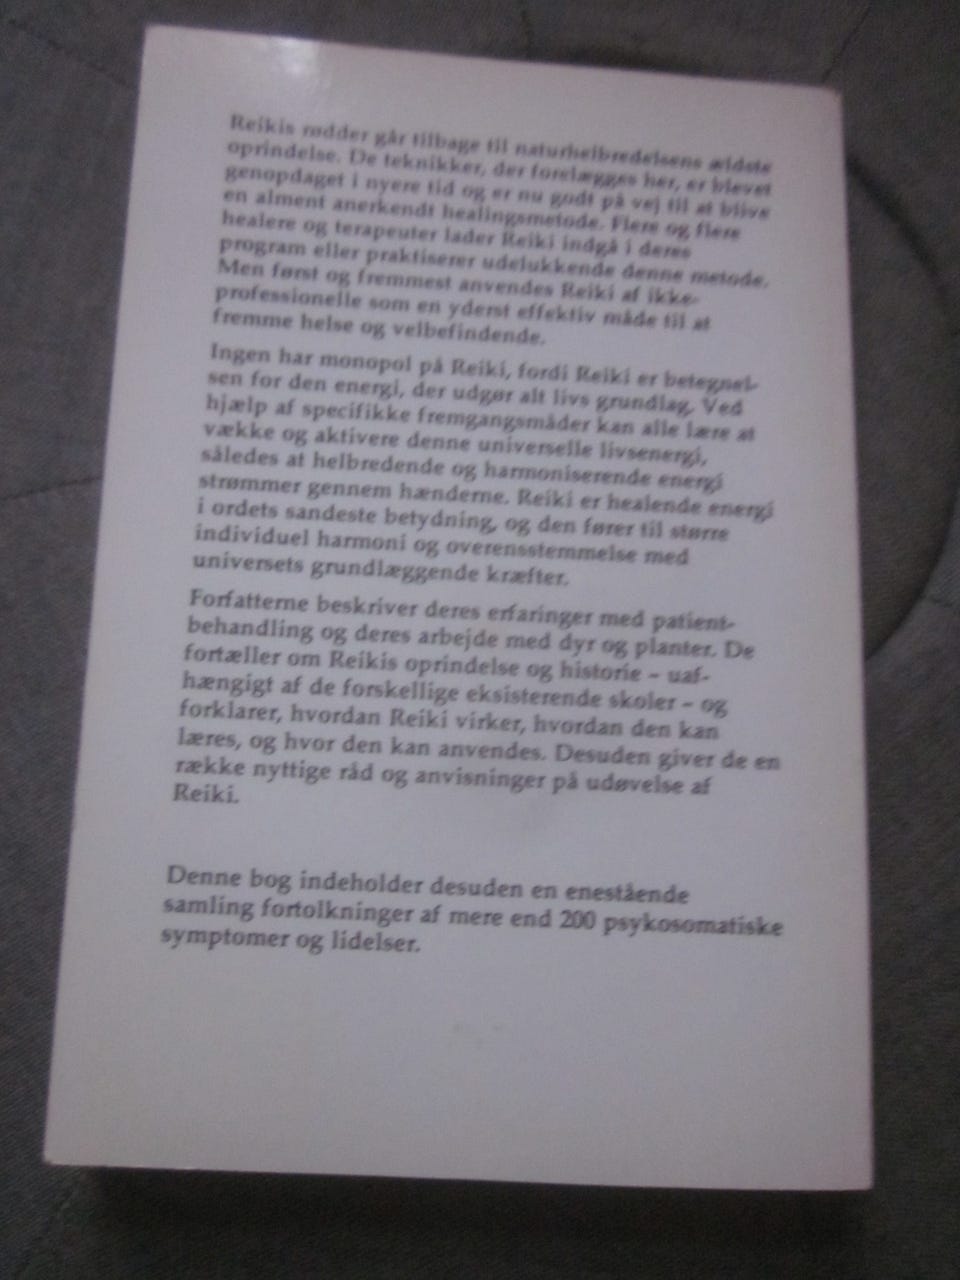 Reikis rødder går tilbage til naturhelbredelsens ældste
oprindelse. De teknikker, der forelægges her, er blevet
genopdaget i nyere tid og er nu godt på vej til at blive
en alment anerkendt healingsmetode. Flere og flere
healere og terapeuter lader Reiki indgå i deres
program eller praktiserer udelukkende denne metode.
Men først og fremmest anvendes Reiki af ikke-
professionelle som en yderst effektiv måde til at
fremme helse og velbefindende.
Ingen har monopol på Reiki, fordi Reiki er betegnel-
sen for den energi, der udgør alt livs grundlag. Ved
hjælp af specifikke fremgangsmåder kan alle lære at
vække og aktivere denne universelle livsenergi,
således at helbredende og harmoniserende energi
strømmer gennem hænderne. Reiki er healende energi
i ordets sandeste betydning, og den fører til større
individuel harmoni og overensstemmelse med
universets grundlæggende kræfter.
Forfatterne beskriver deres erfaringer med patient-
behandling og deres arbejde med dyr og planter. De
fortæller om Reikis oprindelse og historie – uaf-
hængigt af de forskellige eksisterende skoler – og
forklarer, hvordan Reiki virker, hvordan den kan
læres, og hvor den kan anvendes. Desuden giver de en
række nyttige råd og anvisninger på udøvelse af
Reiki.
Denne bog indeholder desuden en enestående
samling fortolkninger af mere end 200 psykosomatiske
symptomer og lidelser.